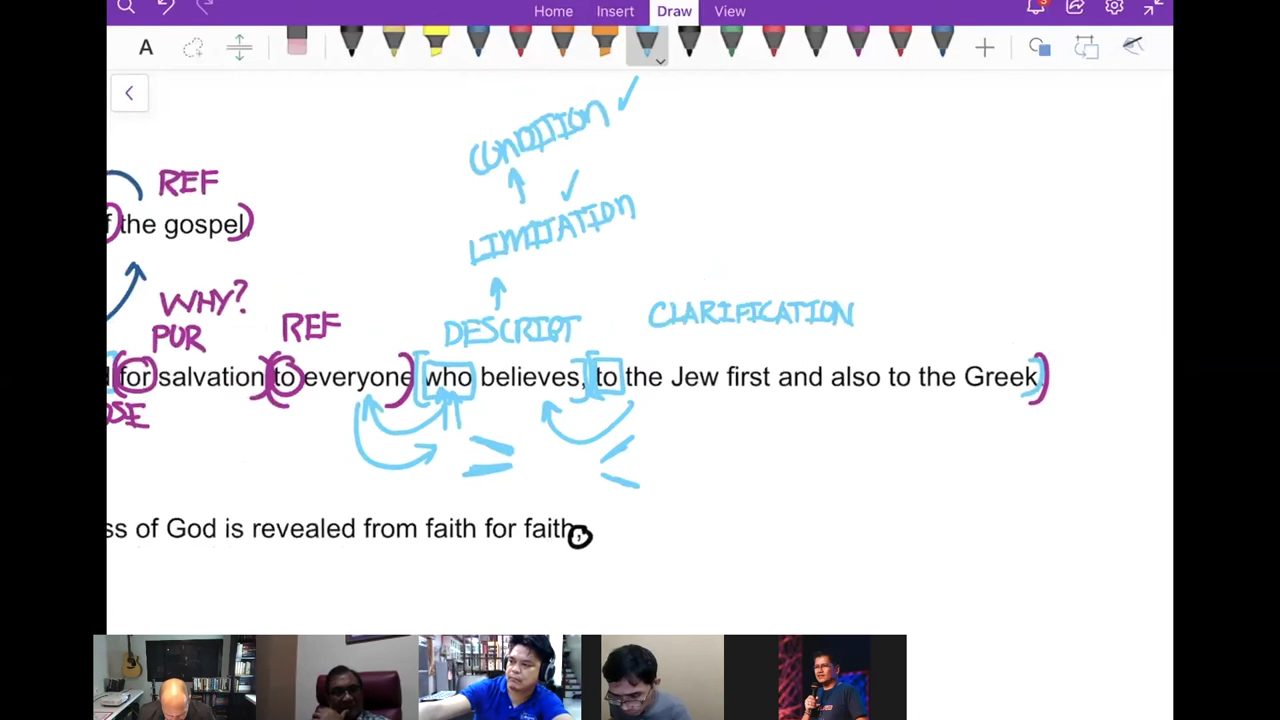 Home Insert Draw View
A
CONDITION
REF
f the gospel,
LIMITATION
WHY?
PUR
REF
DESCRIPT
CLARIFICATION
for salvation to everyone who believes, to the Jew first and also to the Greek.
OSE
ss of God is revealed from faith for faith,